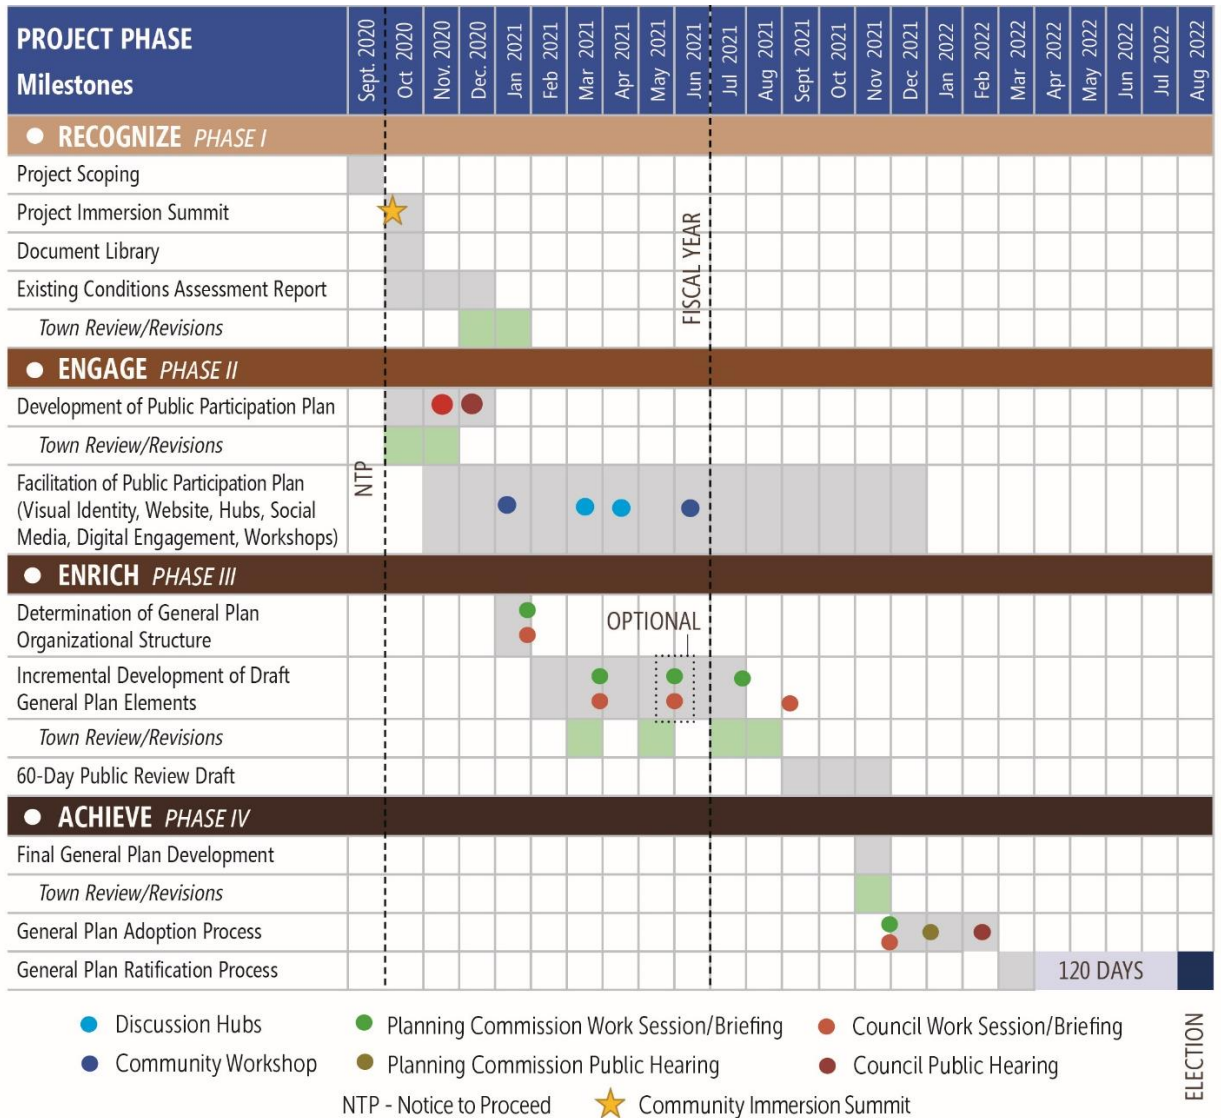 PROJECT PHASE
Milestones
Sept. 2020
Oct 2020
Nov. 2020
Dec. 2020
Jan 2021
Feb 2021
Mar 2021
Apr 2021
May 2021
Jun 2021
Jul 2021
Aug 2021
Sept 2021
Oct 2021
Nov 2021
Dec 2021
Jan 2022
Feb 2022
Mar 2022
Apr 2022
May 2022
Jun 2022
Jul 2022
Aug 2022
RECOGNIZE PHASE I
Project Scoping
Project Immersion Summit
Document Library
Existing Conditions Assessment Report
Town Review/Revisions
FISCAL YEAR
ENGAGE PHASE II
Development of Public Participation Plan
Town Review/Revisions
NTP
Facilitation of Public Participation Plan
(Visual Identity, Website, Hubs, Social
Media, Digital Engagement, Workshops)
ENRICH PHASE III
Determination of General Plan
Organizational Structure
OPTIONAL
Incremental Development of Draft
General Plan Elements
Town Review/Revisions
60-Day Public Review Draft
ACHIEVE PHASE IV
Final General Plan Development
Town Review/Revisions
General Plan Adoption Process
General Plan Ratification Process
120 DAYS
Discussion Hubs
Planning Commission Work Session/Briefing
Council Work Session/Briefing
Community Workshop
Planning Commission Public Hearing
Council Public Hearing
NTP - Notice to Proceed
Community Immersion Summit
ELECTION